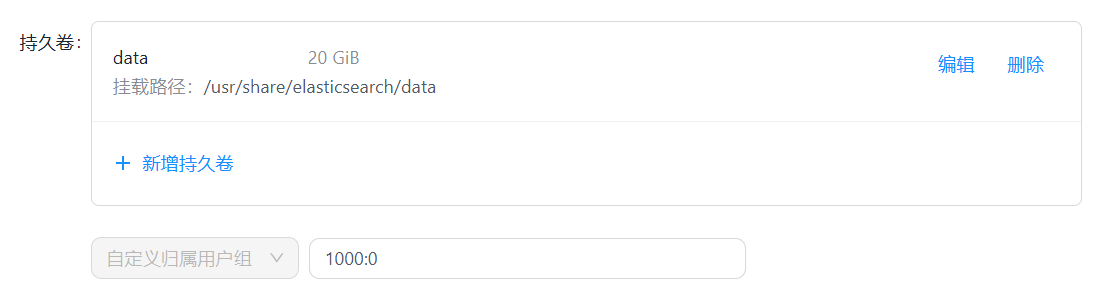 持久卷：
data 20 GiB
编辑 删除
挂载路径：/usr/share/elasticsearch/data
+ 新增持久卷
自定义归属用户组 1000:0